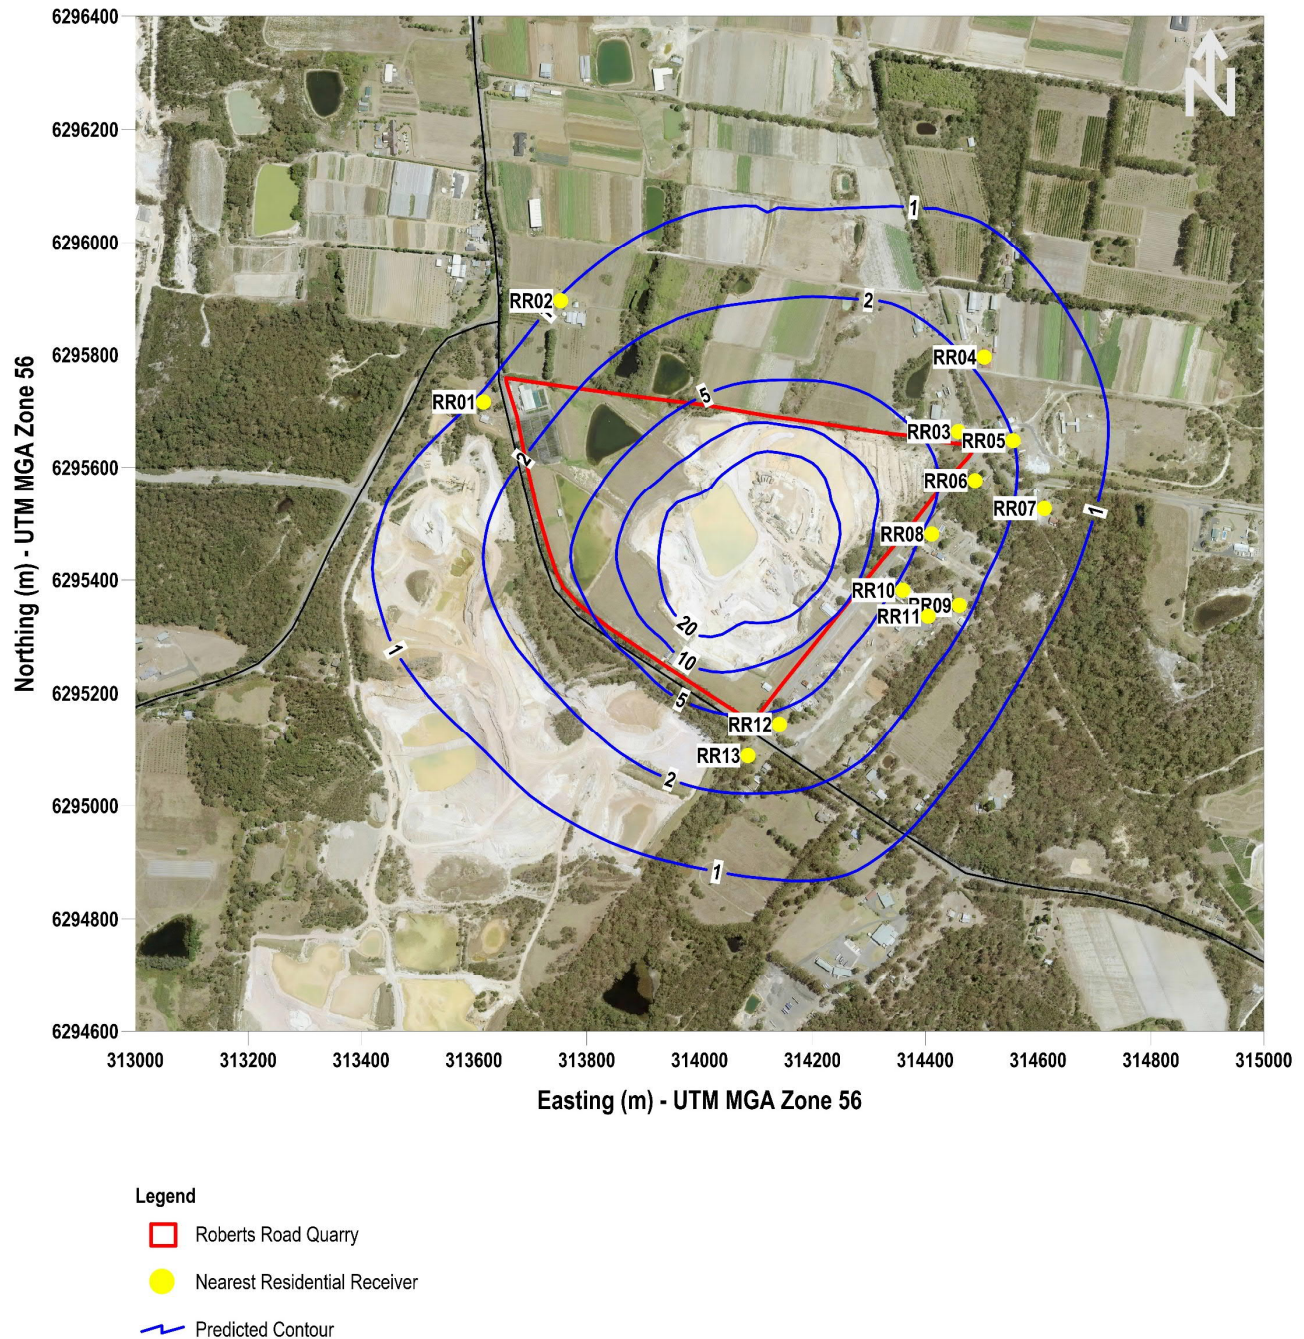 6296400
6296200
6296000
6295800
6295600
6295400
6295200
6295000
6294800
6294600
Northing (m) - UTM MGA Zone 56
N
1
RR02
1
2
RR04
RR01
5
RR03
RR05
2
RR06
RR07
1
RR08
RR10
RR09
RR11
20
1
10
5
RR12
RR13
2
1
313000 313200 313400 313600 313800 314000 314200 314400 314600 314800 315000
Easting (m) - UTM MGA Zone 56
Legend
Roberts Road Quarry
Nearest Residential Receiver
Predicted Contour